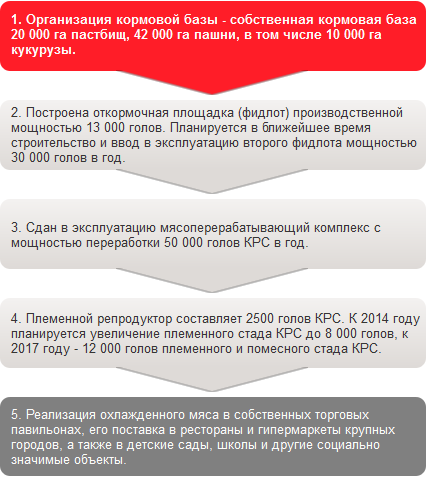 1. Организация кормовой базы - собственная кормовая база
20 000 га пастбищ, 42 000 га пашни, в том числе 10 000 га
кукурузы.
2. Построена откормочная площадка (фидлот) производственной
мощностью 13 000 голов. Планируется в ближейшее время
строительство и ввод в эксплуатацию второго фидлота мощностью
30 000 голов в год.
3. Сдан в эксплуатацию мясоперерабатывающий комплекс с
мощностью переработки 50 000 голов КРС в год.
4. Племенной репродуктор составляет 2500 голов КРС. К 2014 году
планируется увеличение племенного стада КРС до 8 000 голов, к
2017 году - 12 000 голов племенного и помесного стада КРС.
5. Реализация охлажденного мяса в собственных торговых
павильонах, его поставка в рестораны и гипермаркеты крупных
городов, а также в детские сады, школы и другие социально
значимые объекты.